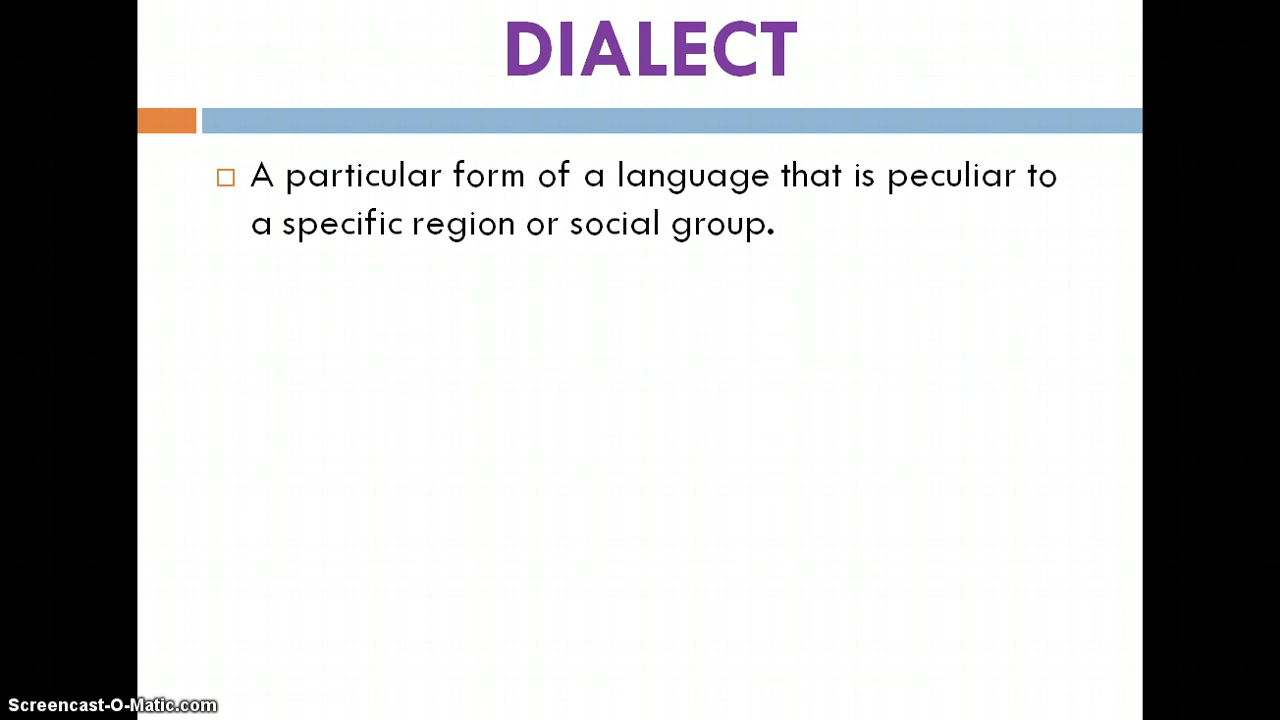 DIALECT
A particular form of a language that is peculiar to
a specific region or social group.
Screencast-O-Matic.com